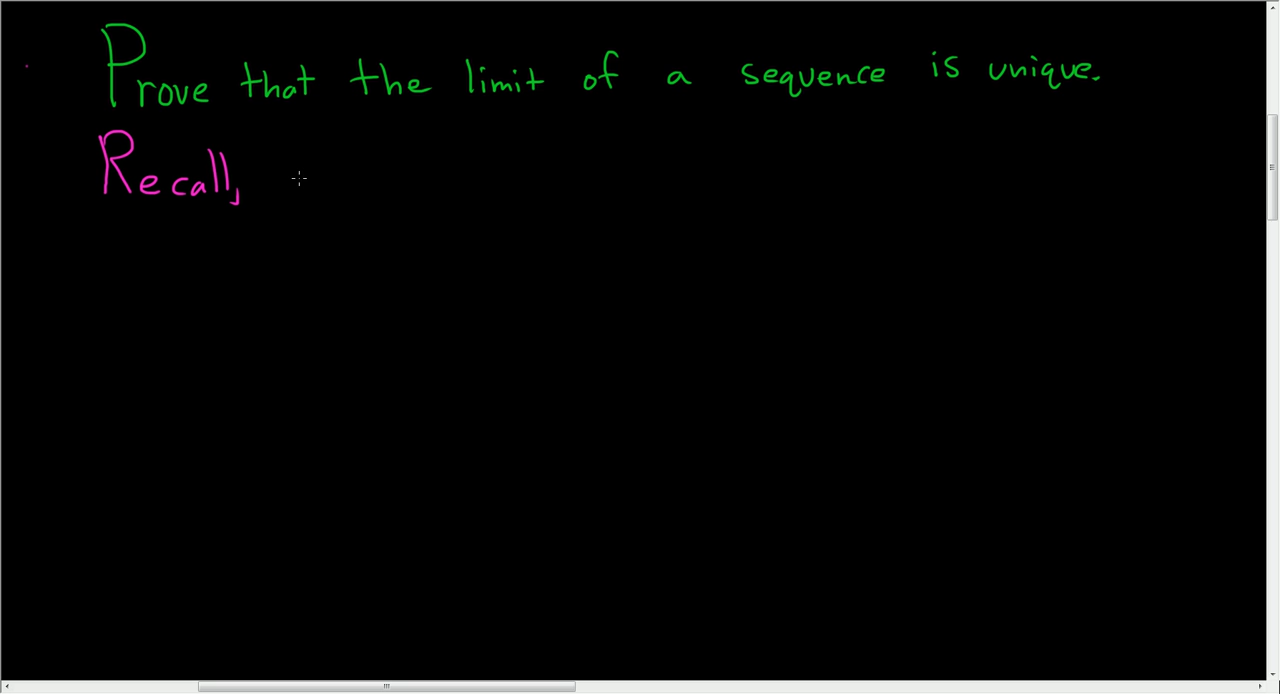 Prove that the limit of a sequence is unique.
Recall,